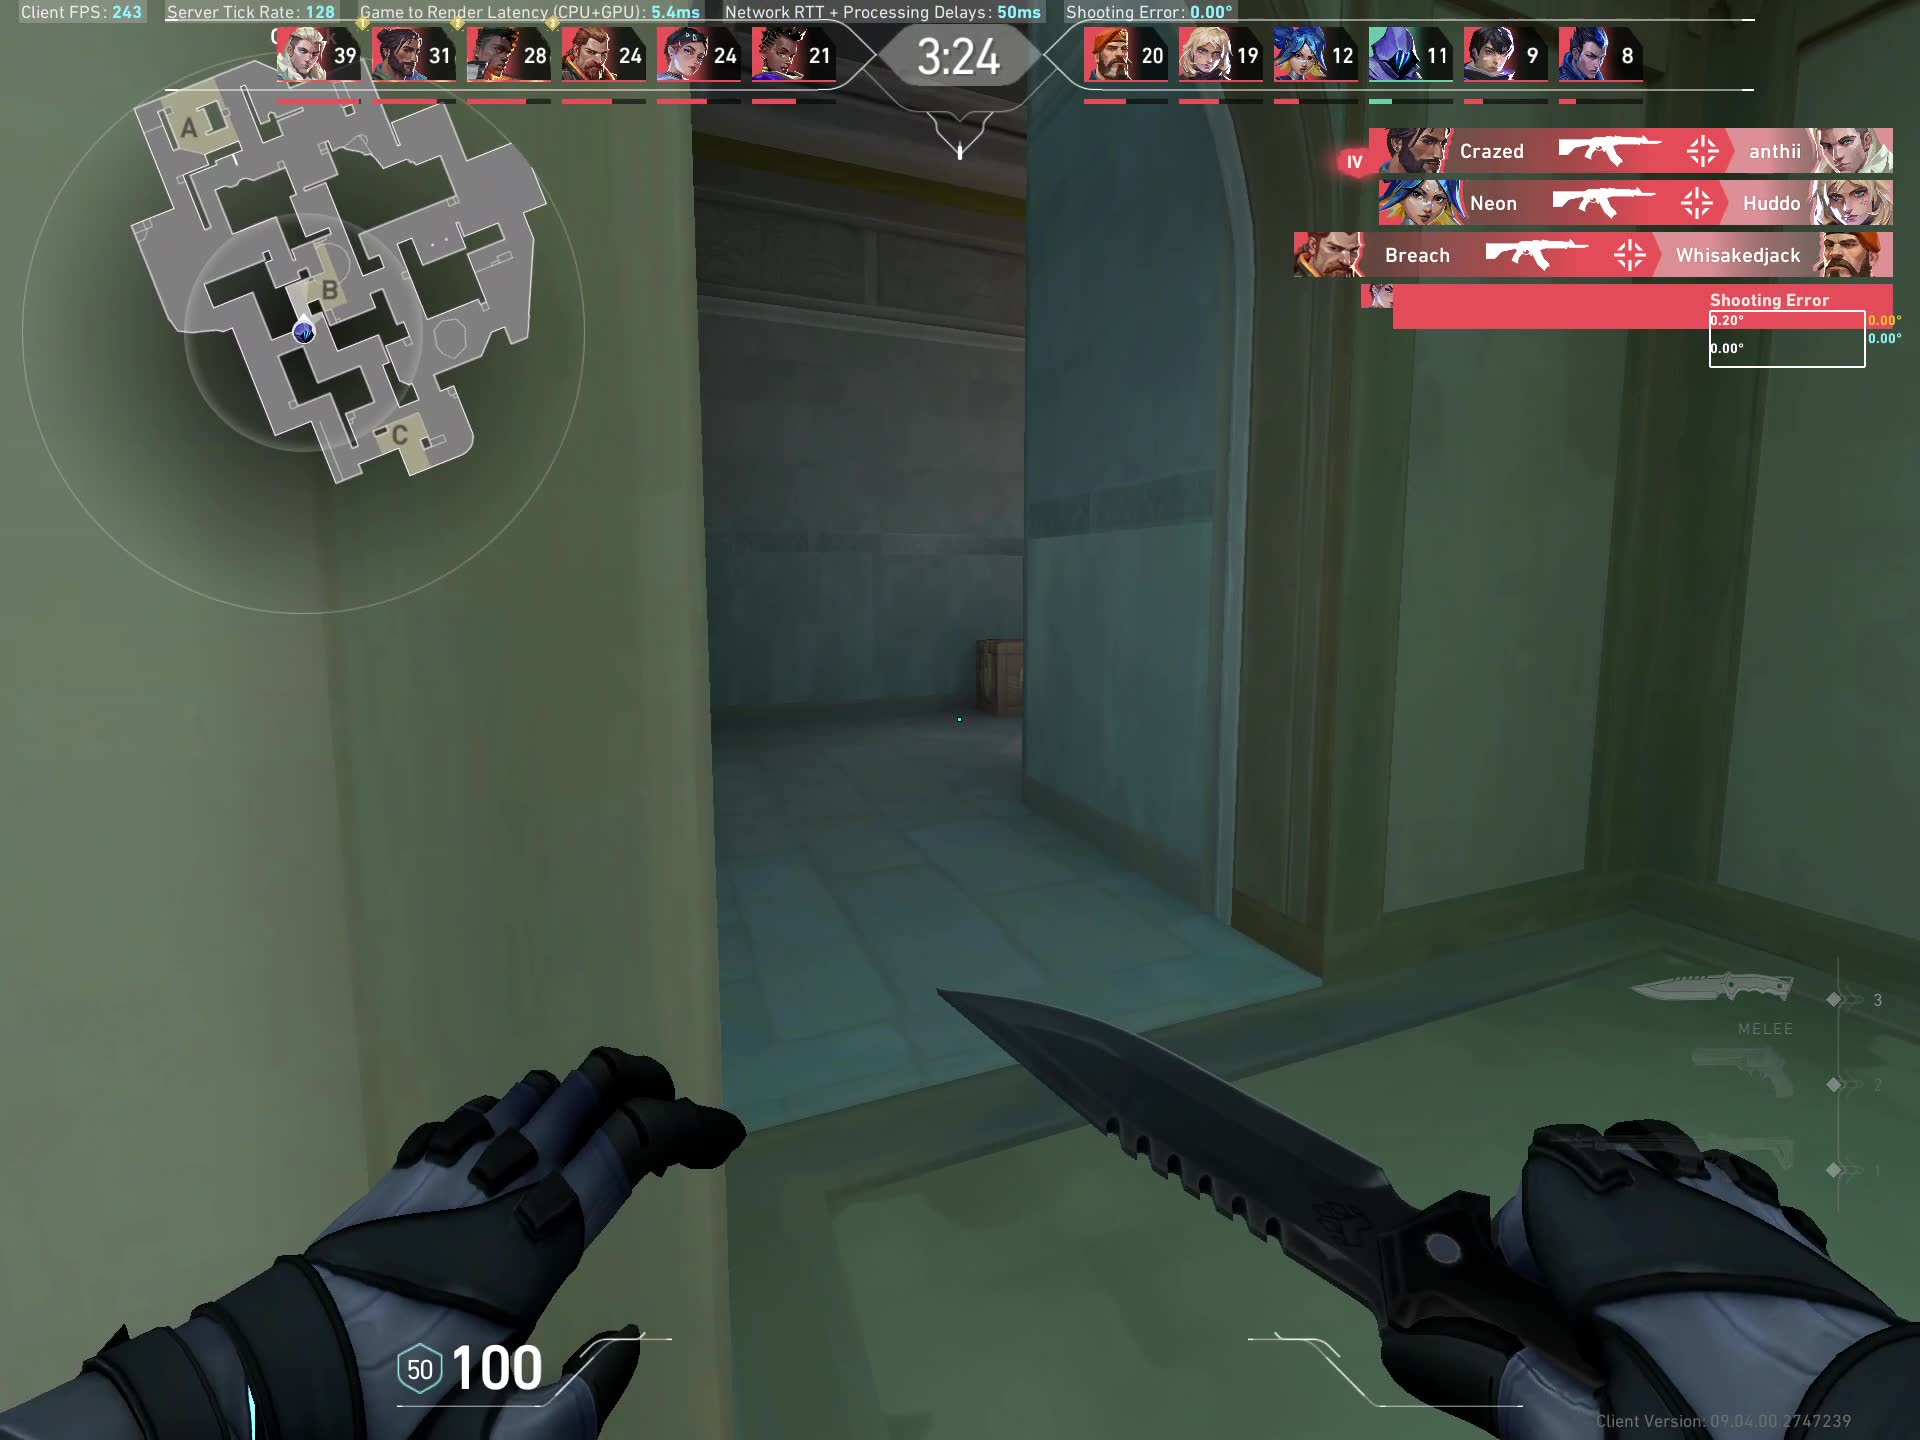 Client FPS: 243 Server Tick Rate: 128 Game to Render Latency (CPU+GPU): 5.4ms Network RTT + Processing Delays: 50ms Shooting Error: 0.00°
39 31 28 24 24 21 3:24 20 19 12 11 9 8
A
IV Crazed anthii
Neon Huddo
Breach Whisakedjack
B
Shooting Error
0.20° 0.00°
0.00°
0.00°
C
3
MELEE
2
1
50 100
Client Version: 09.04.00 2747239